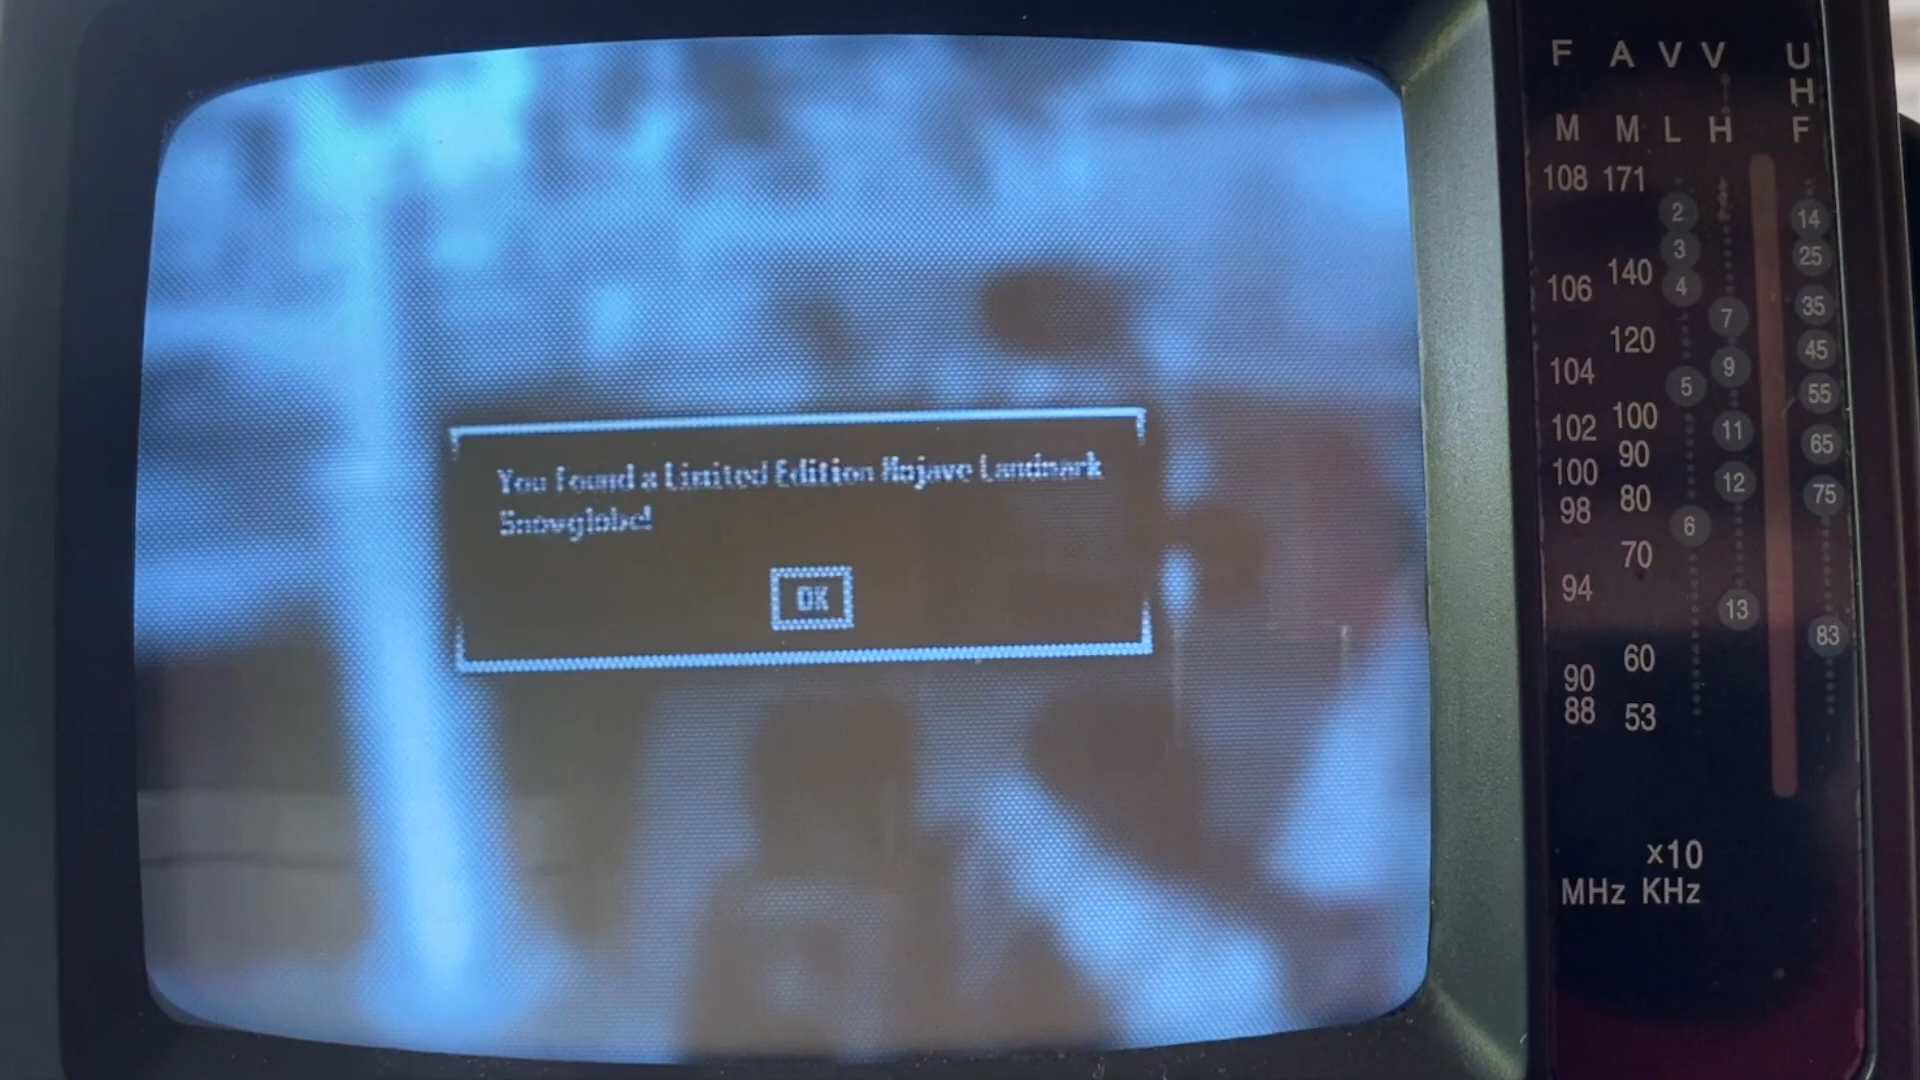 You found a Limited Edition Mojave Landmark
Snowglobe!
OK
F A V V U
H
M M L H F
108 171
2 14
3 25
106 140 4 35
7
120 45
104 9
5 55
102 100 11 65
90
100 12
80 75
98
6
70
94
13
83
60
90
88 53
x10
MHz KHz